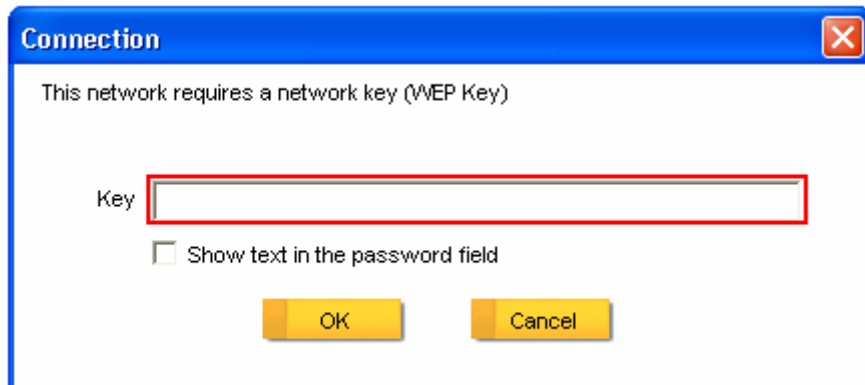 Connection
This network requires a network key (WEP Key)
Key
Show text in the password field
OK Cancel